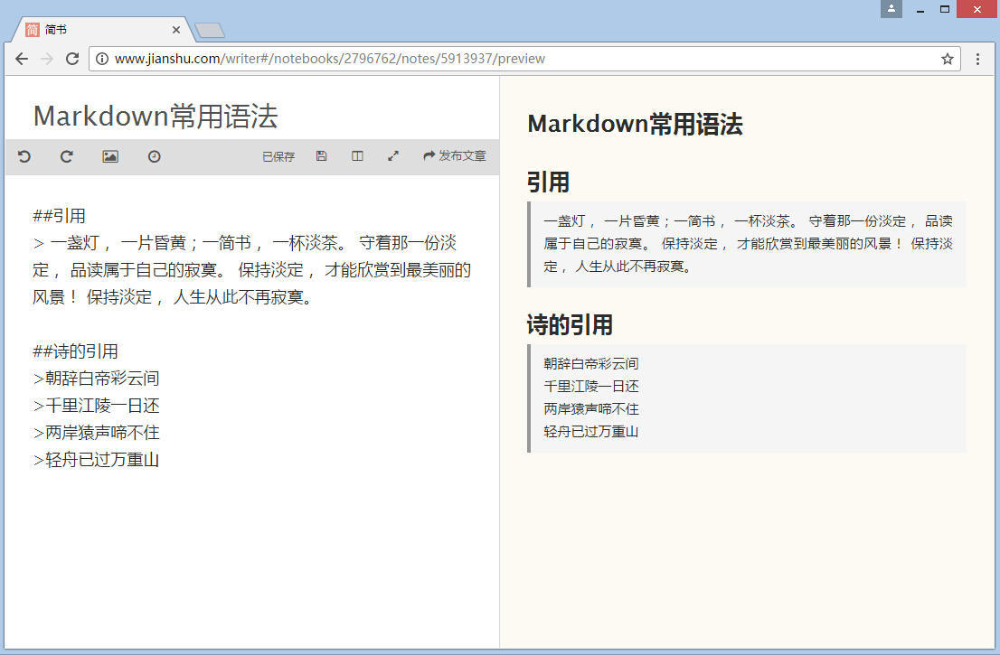 简 简书
www.jianshu.com/writer#/notebooks/2796762/notes/5913937/preview
Markdown常用语法
已保存 发布文章
##引用
> 一盏灯， 一片昏黄；一简书， 一杯淡茶。 守着那一份淡
定， 品读属于自己的寂寞。 保持淡定， 才能欣赏到最美丽的
风景！ 保持淡定， 人生从此不再寂寞。
##诗的引用
>朝辞白帝彩云间
>千里江陵一日还
>两岸猿声啼不住
>轻舟已过万重山
Markdown常用语法
引用
一盏灯， 一片昏黄；一简书， 一杯淡茶。 守着那一份淡定， 品读
属于自己的寂寞。 保持淡定， 才能欣赏到最美丽的风景！ 保持淡
定， 人生从此不再寂寞。
诗的引用
朝辞白帝彩云间
千里江陵一日还
两岸猿声啼不住
轻舟已过万重山